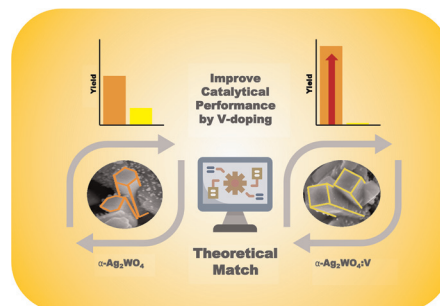 Yield
Improve
Catalytical
Performance
by V-doping
Yield
α-Ag₂WO₄
Theoretical
Match
α-Ag₂WO₄:V